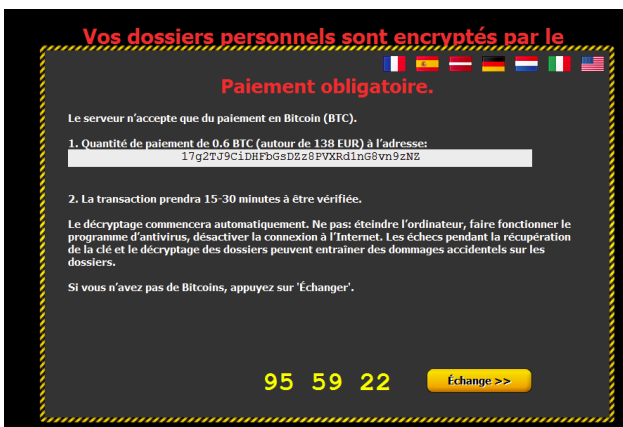 Vos dossiers personnels sont encryptés par le
Paiement obligatoire.
Le serveur n'accepte que du paiement en Bitcoin (BTC).
1. Quantité de paiement de 0.6 BTC (autour de 138 EUR) à l'adresse:
17g2TJ9CiDHFbGsDZz8PVXRd1nG8vn9zNZ
2. La transaction prendra 15-30 minutes à être vérifiée.
Le décryptage commencera automatiquement. Ne pas: éteindre l'ordinateur, faire fonctionner le
programme d'antivirus, désactiver la connexion à l'Internet. Les échecs pendant la récupération
de la clé et le décryptage des dossiers peuvent entraîner des dommages accidentels sur les
dossiers.
Si vous n'avez pas de Bitcoins, appuyez sur 'Échanger'.
95 59 22
Échange >>